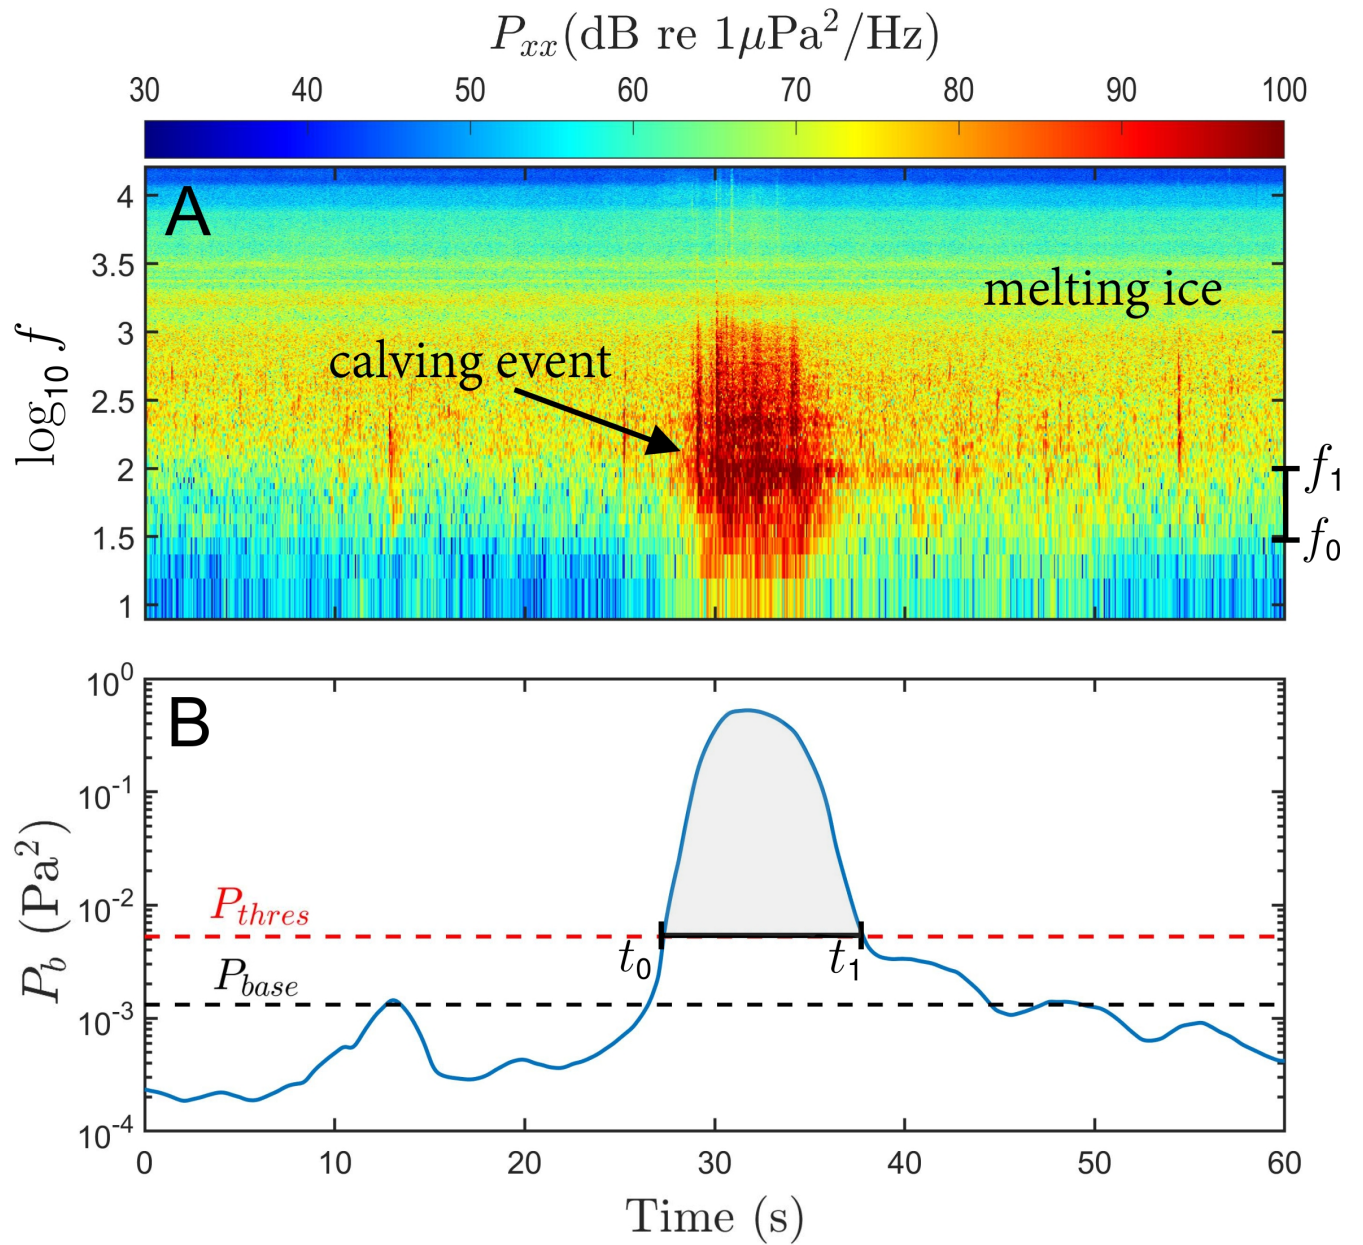 P_xx (dB re 1μPa²/Hz)
30 40 50 60 70 80 90 100
A
4
3.5
3
2.5
2
1.5
1
log₁₀ f
melting ice
calving event
f₁
f₀
B
10⁰
10⁻¹
10⁻²
10⁻³
10⁻⁴
P_b (Pa²)
P_thres
t₀ t₁
P_base
0 10 20 30 40 50 60
Time (s)